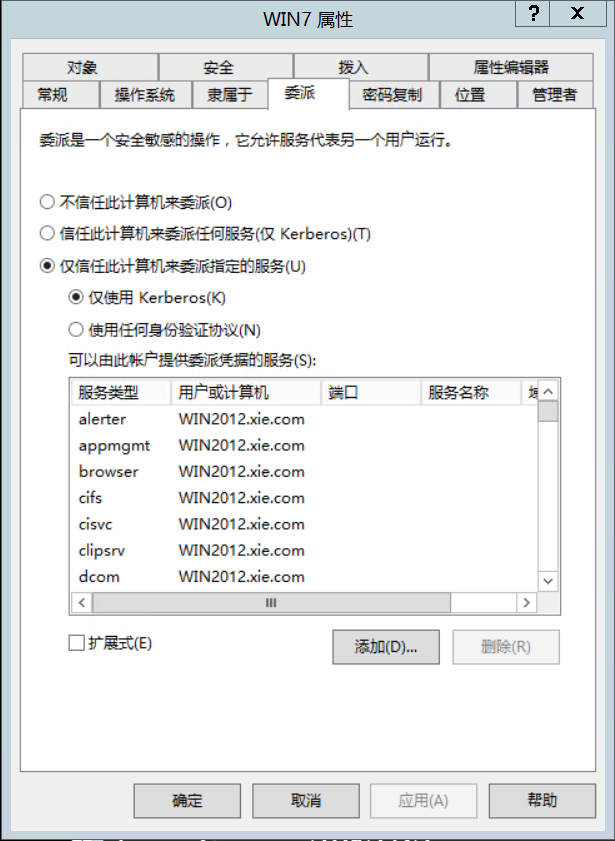 WIN7 属性
? X
对象 安全 拨入 属性编辑器
常规 操作系统 隶属于 委派 密码复制 位置 管理者
委派是一个安全敏感的操作，它允许服务代表另一个用户运行。
不信任此计算机来委派(O)
信任此计算机来委派任何服务(仅 Kerberos)(T)
仅信任此计算机来委派指定的服务(U)
仅使用 Kerberos(K)
使用任何身份验证协议(N)
可以由此帐户提供委派凭据的服务(S):
服务类型 用户或计算机 端口 服务名称
alerter WIN2012.xie.com
appmgmt WIN2012.xie.com
browser WIN2012.xie.com
cifs WIN2012.xie.com
cisvc WIN2012.xie.com
clipsrv WIN2012.xie.com
dcom WIN2012.xie.com
扩展式(E) 添加(D)... 删除(R)
确定 取消 应用(A) 帮助